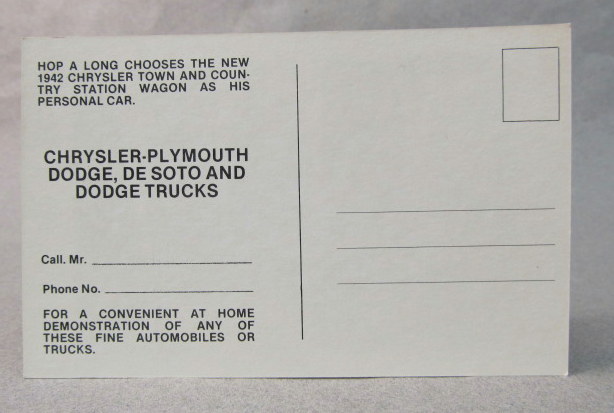 HOP A LONG CHOOSES THE NEW
1942 CHRYSLER TOWN AND COUN-
TRY STATION WAGON AS HIS
PERSONAL CAR.
CHRYSLER-PLYMOUTH
DODGE, DE SOTO AND
DODGE TRUCKS
Call. Mr.
Phone No.
FOR A CONVENIENT AT HOME
DEMONSTRATION OF ANY OF
THESE FINE AUTOMOBILES OR
TRUCKS.